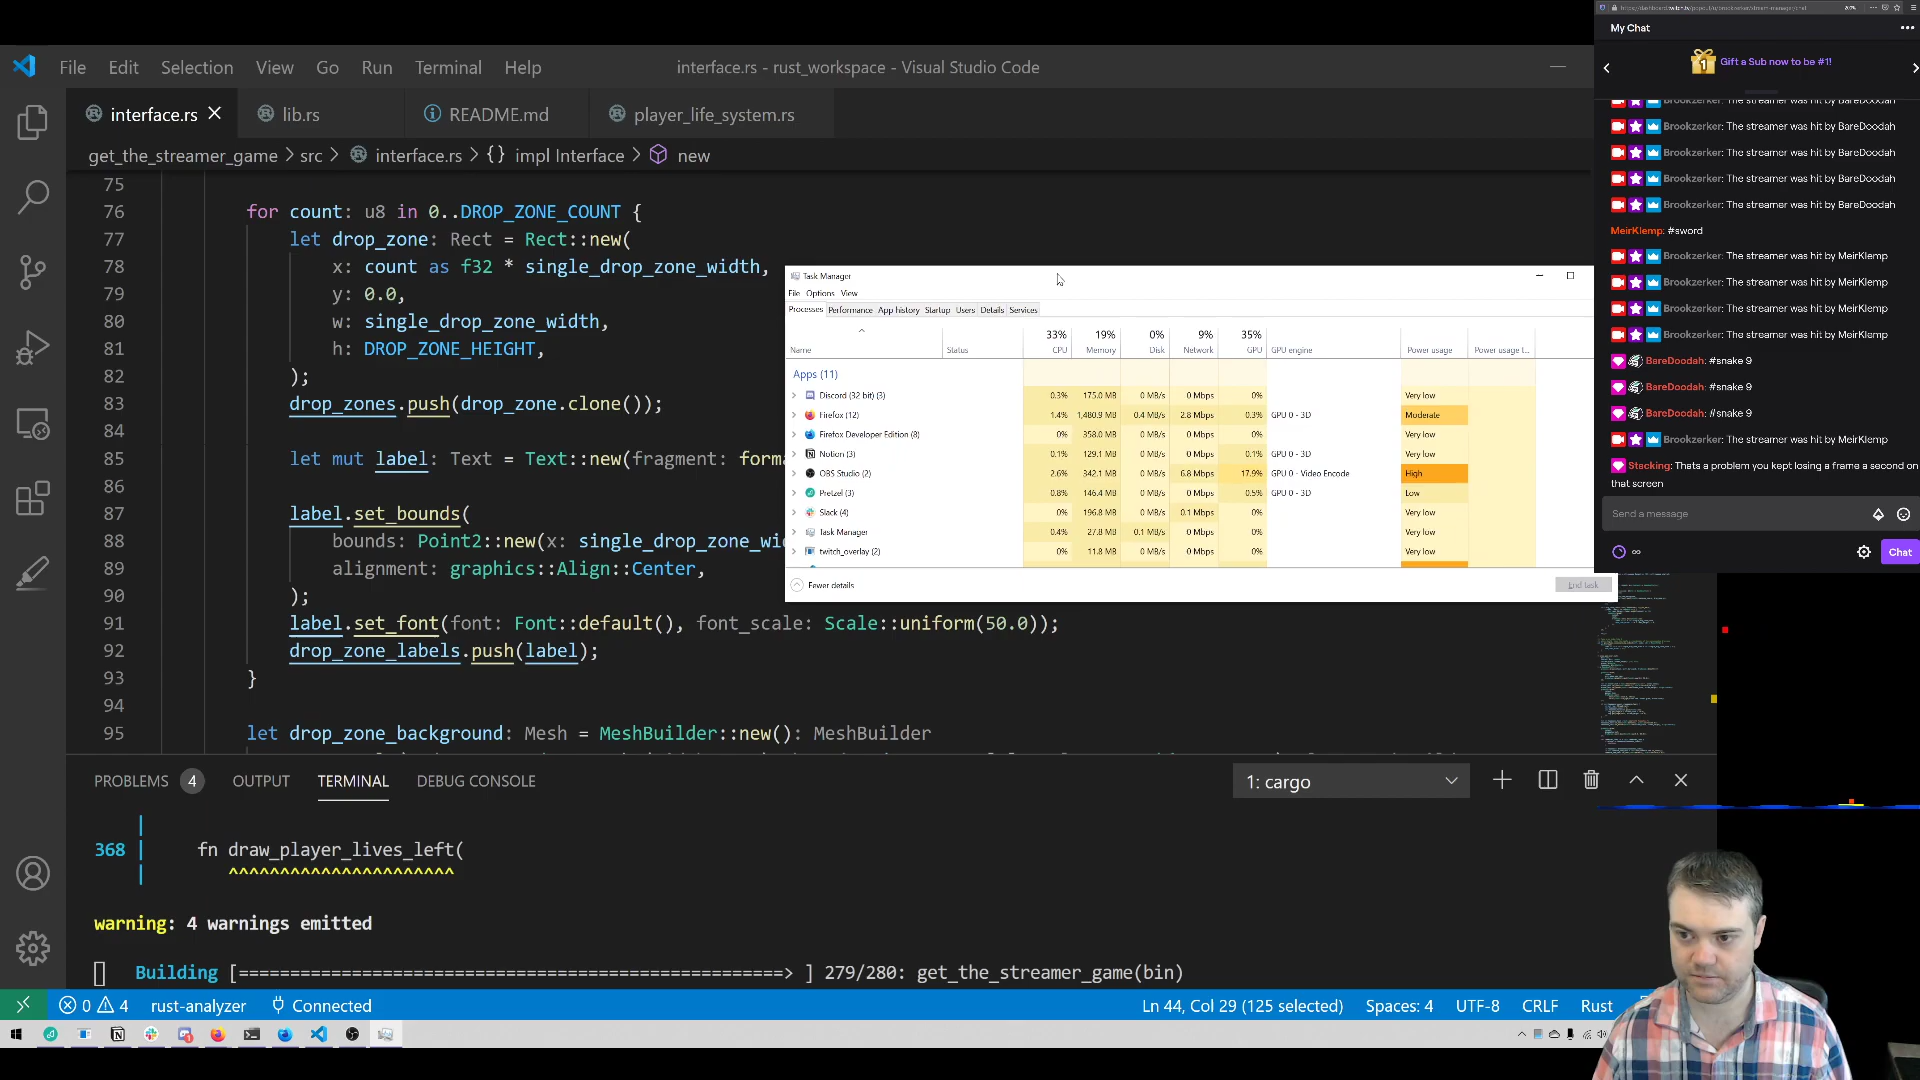 File Edit Selection View Go Run Terminal Help
interface.rs - rust_workspace - Visual Studio Code
interface.rs
lib.rs
README.md
player_life_system.rs
get_the_streamer_game > src > interface.rs > {} impl Interface > new
75
76 for count: u8 in 0..DROP_ZONE_COUNT {
77 let drop_zone: Rect = Rect::new(
78 x: count as f32 * single_drop_zone_width,
79 y: 0.0,
80 w: single_drop_zone_width,
81 h: DROP_ZONE_HEIGHT,
82 );
83 drop_zones.push(drop_zone.clone());
84
85 let mut label: Text = Text::new(fragment: forma
86
87 label.set_bounds(
88 bounds: Point2::new(x: single_drop_zone_wi
89 alignment: graphics::Align::Center,
90 );
91 label.set_font(font: Font::default(), font_scale: Scale::uniform(50.0));
92 drop_zone_labels.push(label);
93 }
94
95 let drop_zone_background: Mesh = MeshBuilder::new(): MeshBuilder
Task Manager
File Options View
Processes Performance App history Startup Users Details Services
33% 19% 0% 9% 35%
Name Status CPU Memory Disk Network GPU GPU engine Power usage Power usage t...
Apps (11)
Discord (32 bit) (3) 0.3% 175.0 MB 0 MB/s 0 Mbps 0% Very low
Firefox (12) 1.4% 1,480.9 MB 0.4 MB/s 2.8 Mbps 0.3% GPU 0 - 3D Moderate
Firefox Developer Edition (8) 0% 358.0 MB 0 MB/s 0 Mbps 0% Very low
Notion (3) 0.1% 129.1 MB 0 MB/s 0 Mbps 0.1% GPU 0 - 3D Very low
OBS Studio (2) 2.6% 342.1 MB 0 MB/s 6.8 Mbps 17.9% GPU 0 - Video Encode High
Pretzel (3) 0.8% 146.4 MB 0 MB/s 0 Mbps 0.5% GPU 0 - 3D Low
Slack (4) 0% 196.8 MB 0 MB/s 0.1 Mbps 0% Very low
Task Manager 0.4% 27.8 MB 0.1 MB/s 0 Mbps 0% Very low
twitch_overlay (2) 0% 11.8 MB 0 MB/s 0 Mbps 0% Very low
Fewer details
End task
PROBLEMS 4 OUTPUT TERMINAL DEBUG CONSOLE
1: cargo
|
368 | fn draw_player_lives_left(
| ^^^^^^^^^^^^^^^^^^^^^^
warning: 4 warnings emitted
Building [=====================================================> ] 279/280: get_the_streamer_game(bin)
0 4 rust-analyzer Connected
Ln 44, Col 29 (125 selected) Spaces: 4 UTF-8 CRLF Rust
My Chat
1 Gift a Sub now to be #1!
Brookzerker: The streamer was hit by BareDoodah
Brookzerker: The streamer was hit by BareDoodah
Brookzerker: The streamer was hit by BareDoodah
Brookzerker: The streamer was hit by BareDoodah
Brookzerker: The streamer was hit by BareDoodah
MeirKlemp: #sword
Brookzerker: The streamer was hit by MeirKlemp
Brookzerker: The streamer was hit by MeirKlemp
Brookzerker: The streamer was hit by MeirKlemp
Brookzerker: The streamer was hit by MeirKlemp
BareDoodah: #snake 9
BareDoodah: #snake 9
BareDoodah: #snake 9
Brookzerker: The streamer was hit by MeirKlemp
Stacking: Thats a problem you kept losing a frame a second on
that screen
Send a message
∞
Chat